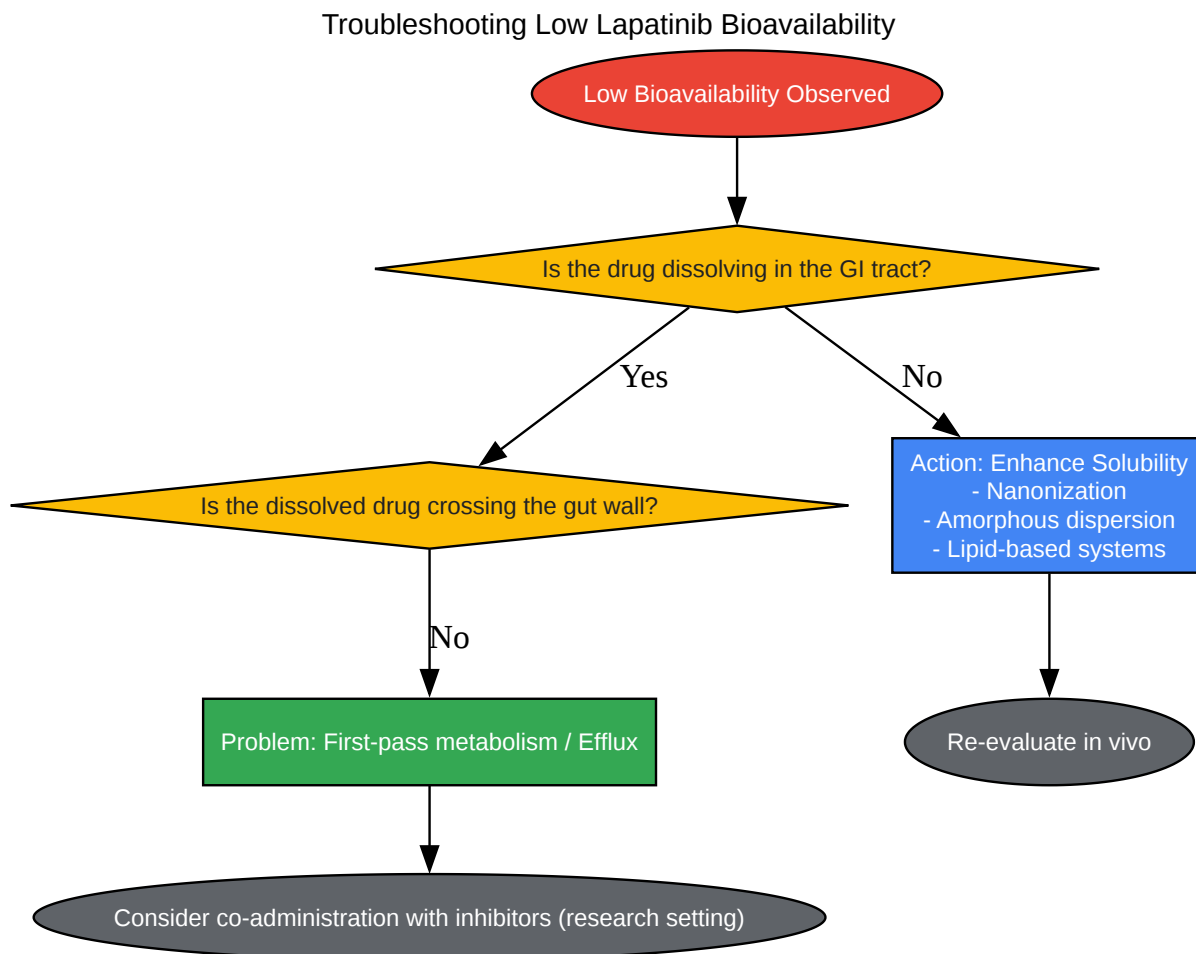 Troubleshooting Low Lapatinib Bioavailability
Low Bioavailability Observed
Is the drug dissolving in the GI tract?
Yes
No
Is the dissolved drug crossing the gut wall?
Action: Enhance Solubility
- Nanonization
- Amorphous dispersion
- Lipid-based systems
No
Problem: First-pass metabolism / Efflux
Re-evaluate in vivo
Consider co-administration with inhibitors (research setting)